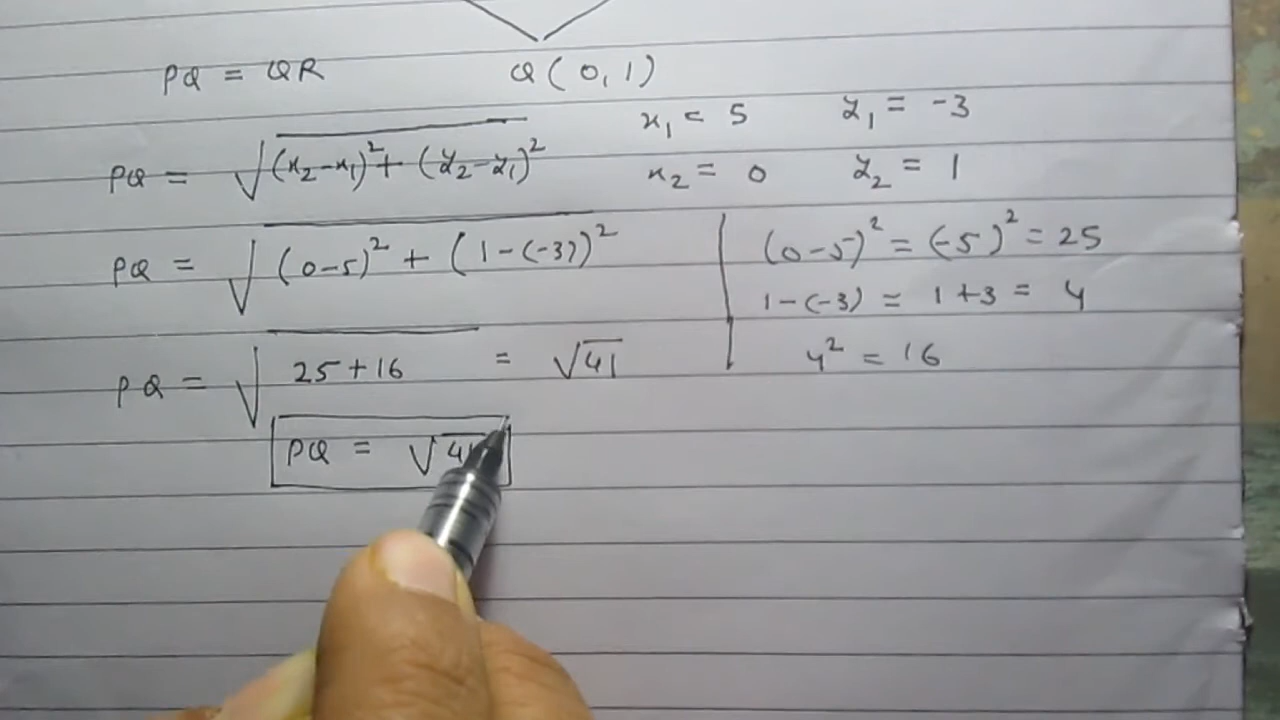 PQ = QR Q(0,1)
x₁ = 5 y₁ = -3
PQ = √(x₂-x₁)²+(y₂-y₁)² x₂ = 0 y₂ = 1
PQ = √(0-5)² + (1-(-3))² (0-5)² = (-5)² = 25
1-(-3) = 1+3 = 4
PQ = √25+16 = √41 4² = 16
PQ = √41